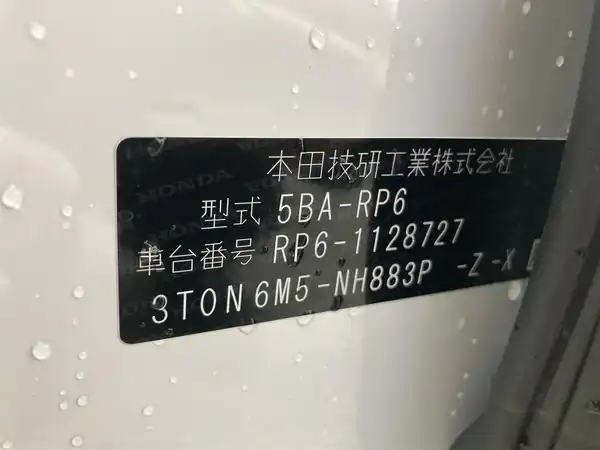 本田技研工業株式会社
型式 5BA-RP6
車台番号 RP6-1128727
3TON6M5-NH883P -Z-X